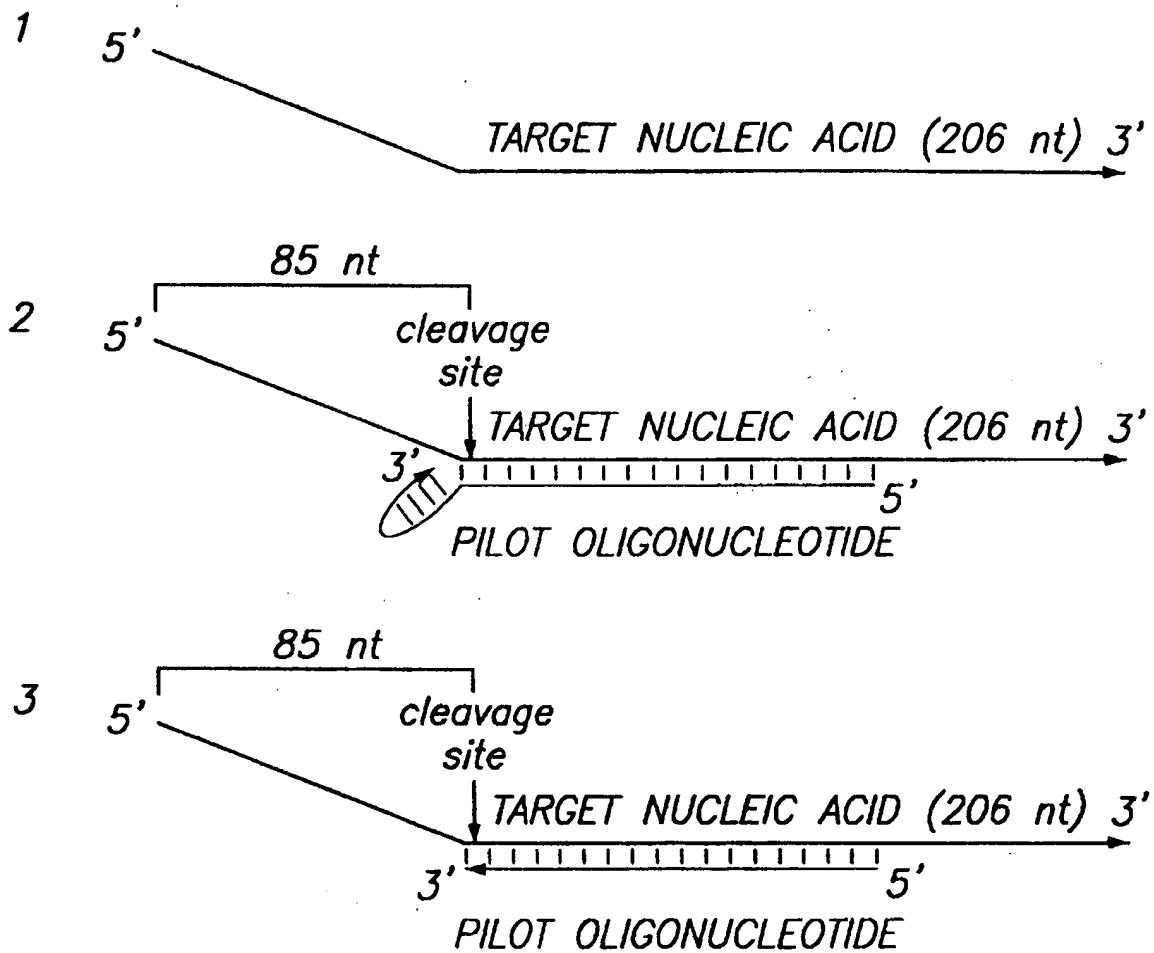 1
5'
TARGET NUCLEIC ACID (206 nt) 3'
2
85 nt
5'
cleavage
site
TARGET NUCLEIC ACID (206 nt) 3'
3'
5'
PILOT OLIGONUCLEOTIDE
3
85 nt
5'
cleavage
site
TARGET NUCLEIC ACID (206 nt) 3'
3'
5'
PILOT OLIGONUCLEOTIDE